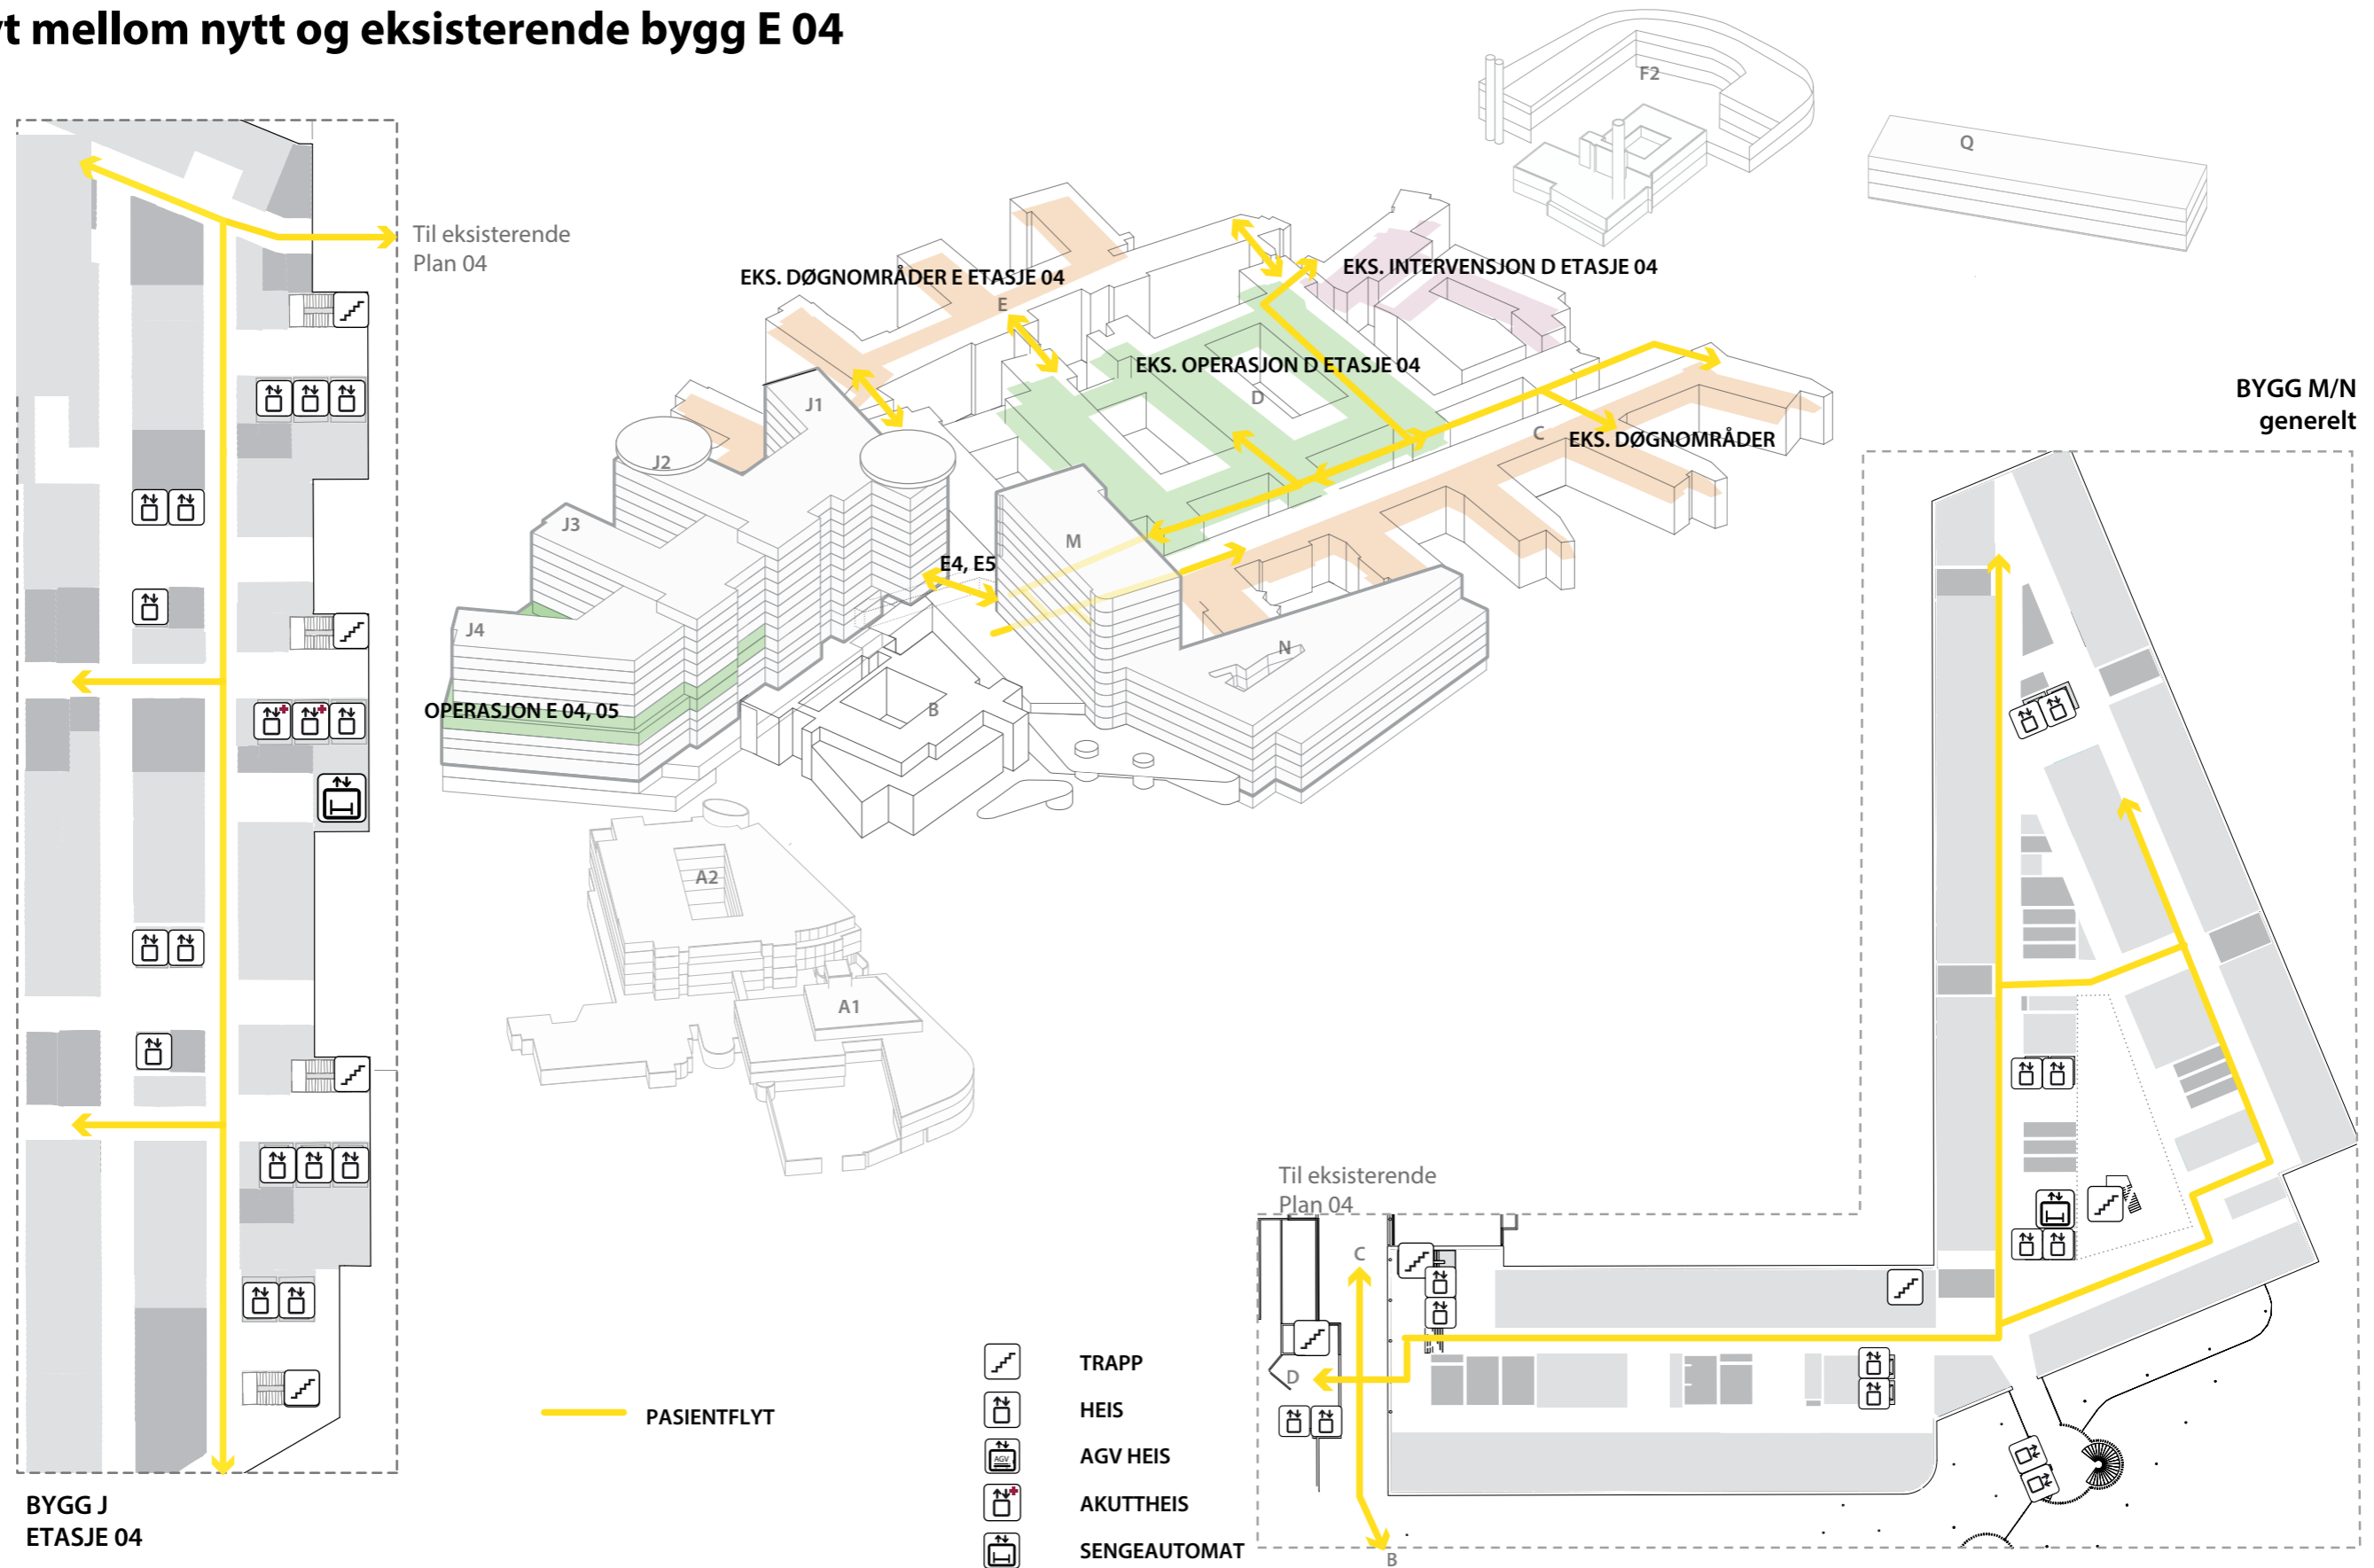 t mellom nytt og eksisterende bygg E 04
F2
Q
Til eksisterende
Plan 04
EKS. DØGNOMRÅDER E ETASJE 04
E
EKS. INTERVENSJON D ETASJE 04
EKS. OPERASJON D ETASJE 04
D
J1
J2
C
EKS. DØGNOMRÅDER
BYGG M/N
generelt
J3
M
E4, E5
J4
N
OPERASJON E 04, 05
B
A2
A1
Til eksisterende
Plan 04
C
D
B
PASIENTFLYT
TRAPP
HEIS
AGV
AGV HEIS
AKUTTHEIS
SENGEAUTOMAT
BYGG J
ETASJE 04